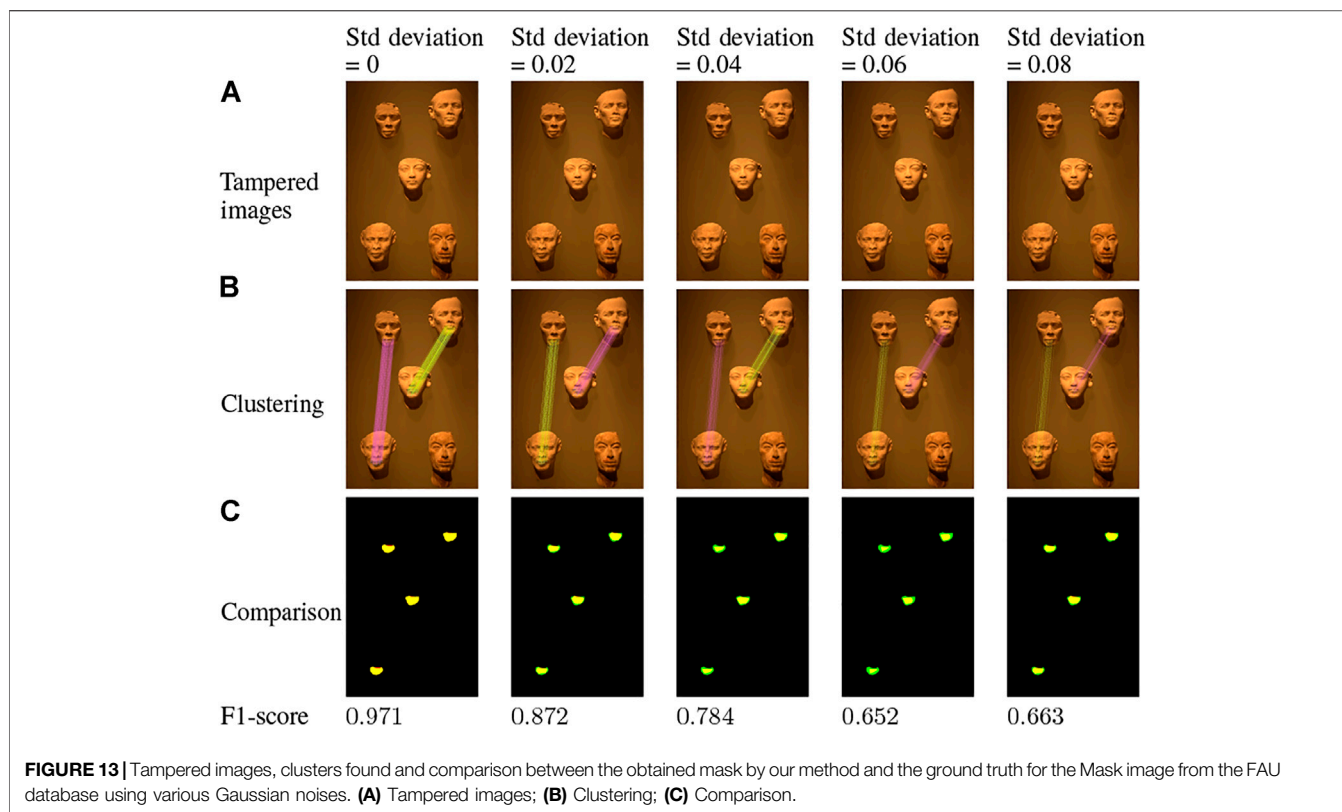 Std deviation = 0
Std deviation = 0.02
Std deviation = 0.04
Std deviation = 0.06
Std deviation = 0.08
A
Tampered images
B
Clustering
C
Comparison
F1-score 0.971 0.872 0.784 0.652 0.663
FIGURE 13 | Tampered images, clusters found and comparison between the obtained mask by our method and the ground truth for the Mask image from the FAU
database using various Gaussian noises. (A) Tampered images; (B) Clustering; (C) Comparison.